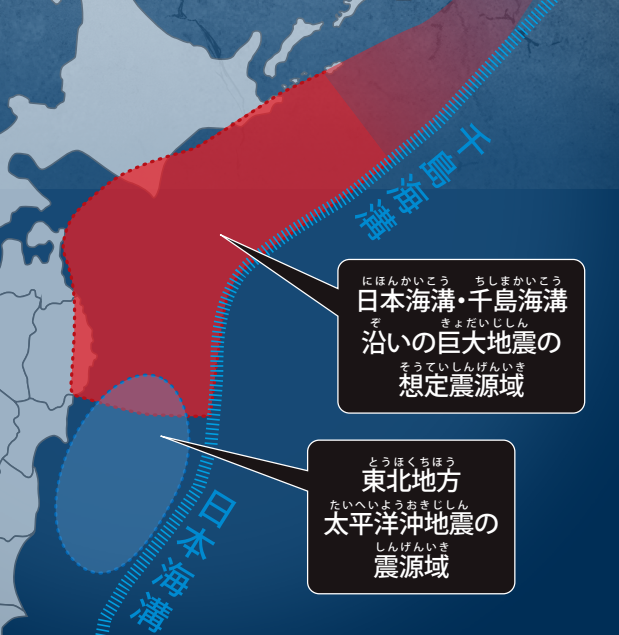 千島海溝
にほんかいこう ちしまかいこう
日本海溝・千島海溝
ぞ きょだいじしん
沿いの巨大地震の
そうていしんげんいき
想定震源域
とうほくちほう
東北地方
たいへいようおきじしん
太平洋沖地震の
しんげんいき
震源域
日本海溝